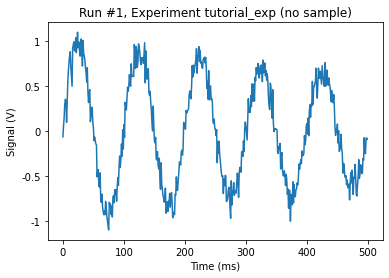 Run #1, Experiment tutorial_exp (no sample)
Signal (V)
1
0.5
0
-0.5
-1
0 100 200 300 400 500
Time (ms)